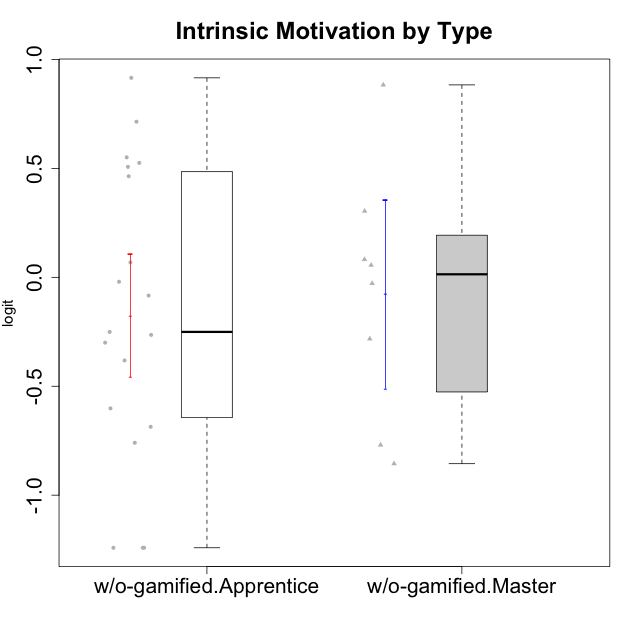 Intrinsic Motivation by Type
1.0
0.5
0.0
-0.5
-1.0
logit
w/o-gamified.Apprentice
w/o-gamified.Master